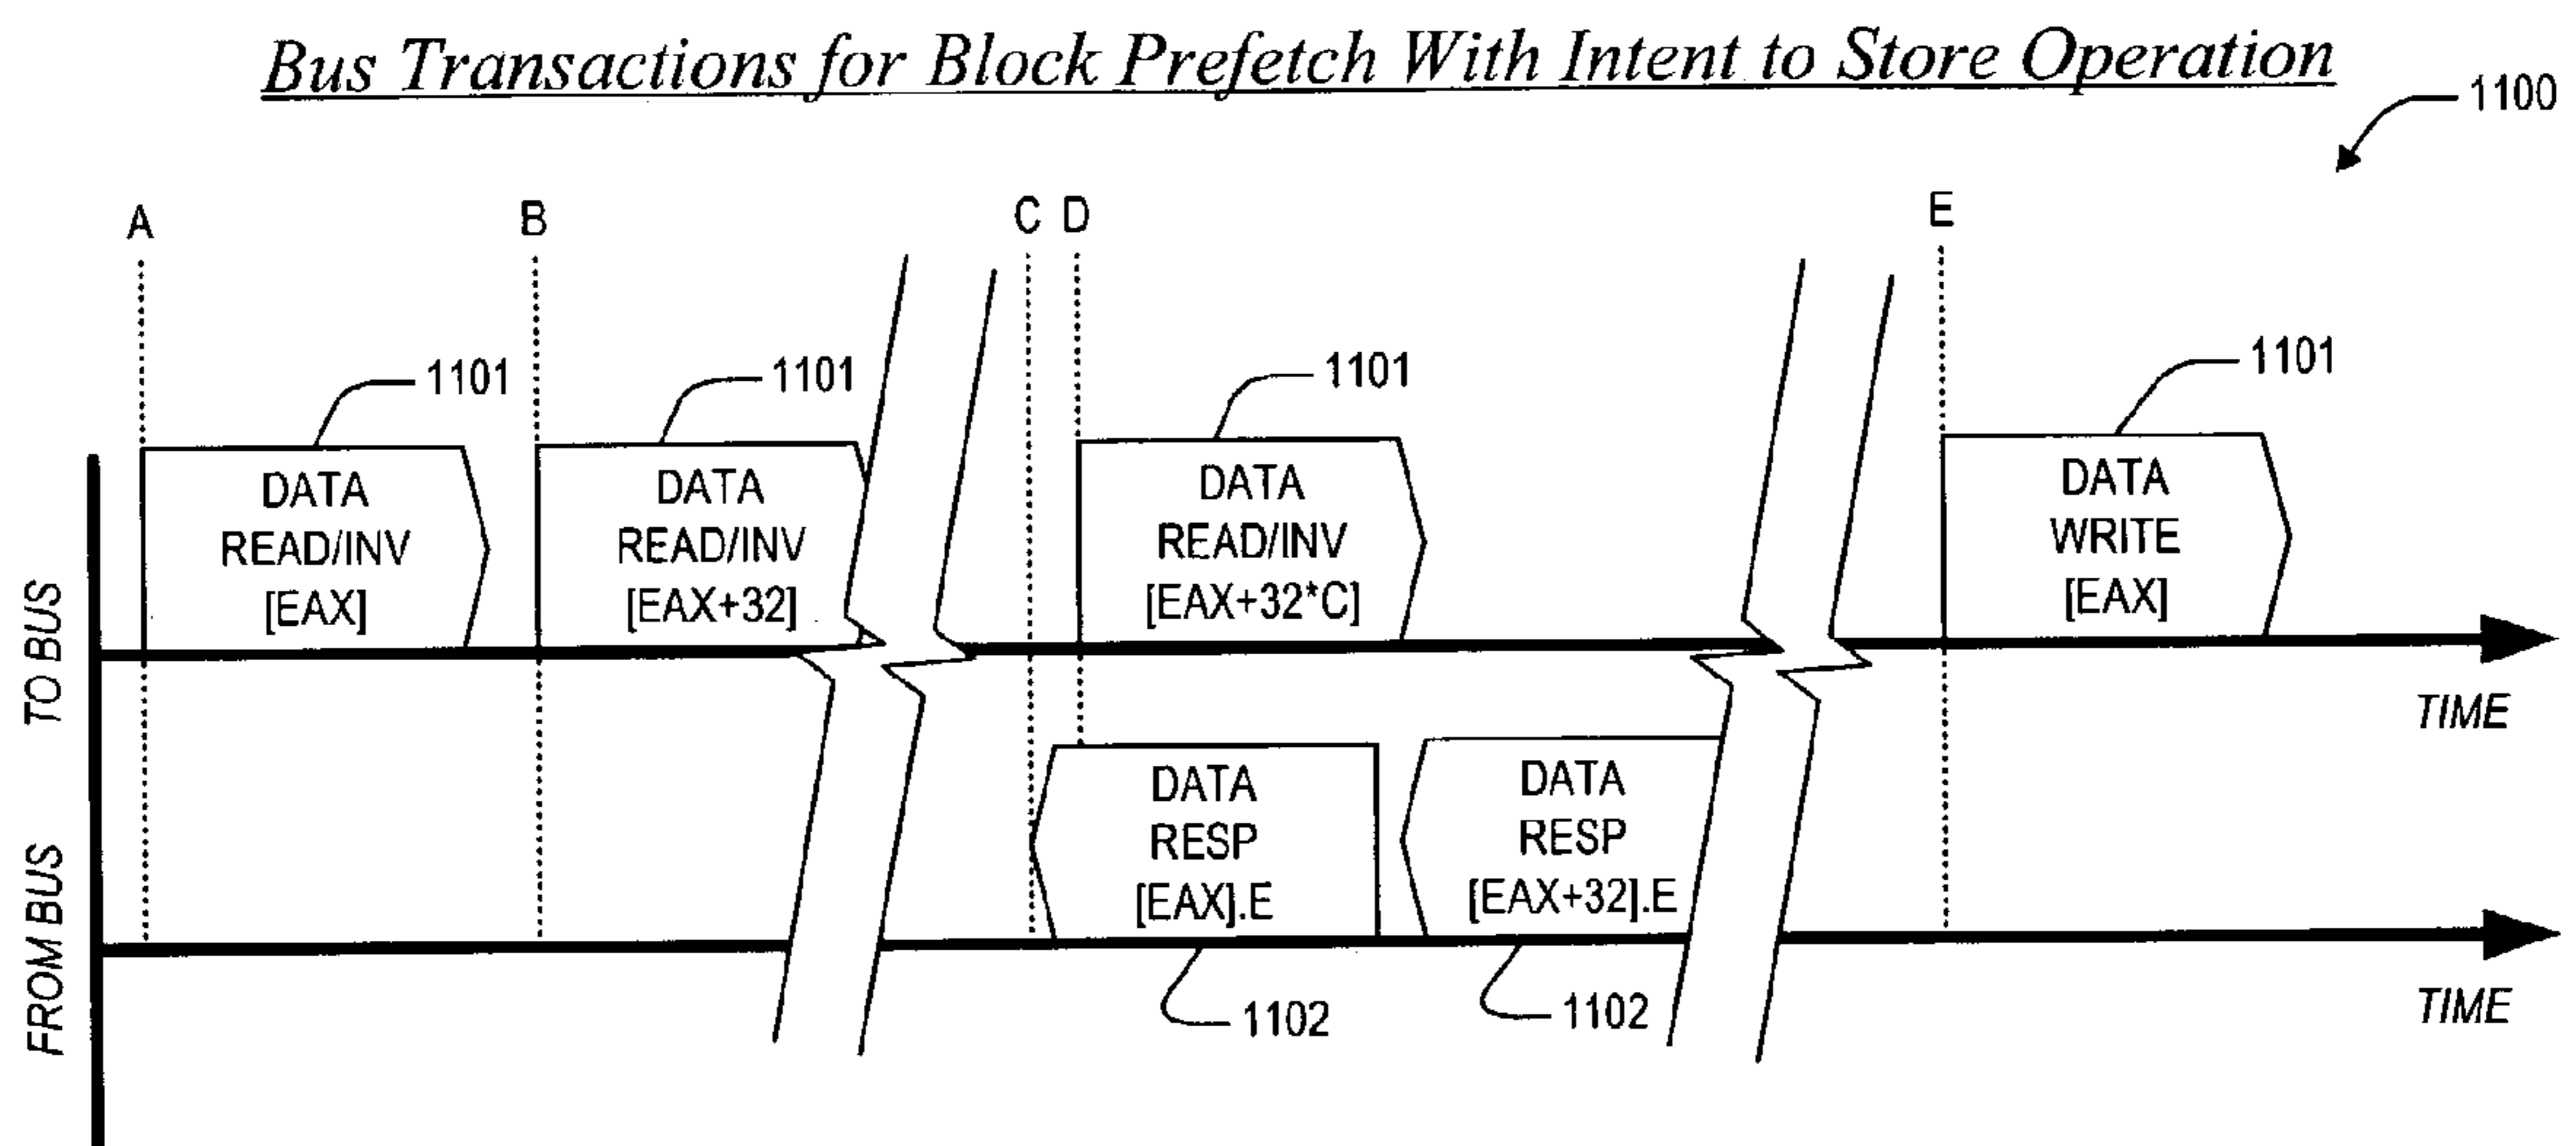 Bus Transactions for Block Prefetch With Intent to Store Operation
1100
A
B
C
D
E
1101
1101
1101
1101
DATA
READ/INV
[EAX]
DATA
READ/INV
[EAX+32]
DATA
READ/INV
[EAX+32*C]
DATA
WRITE
[EAX]
TO BUS
TIME
DATA
RESP
[EAX].E
DATA
RESP
[EAX+32].E
FROM BUS
TIME
1102
1102